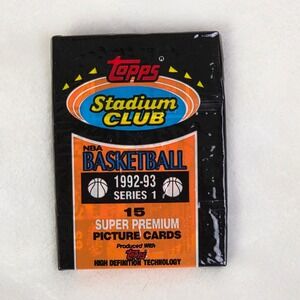 Topps ®
Stadium
CLUB
NBA
BASKETBALL
1992-93
SERIES 1
15
SUPER PREMIUM
PICTURE CARDS
Produced With
Topps
HIGH DEFINITION TECHNOLOGY